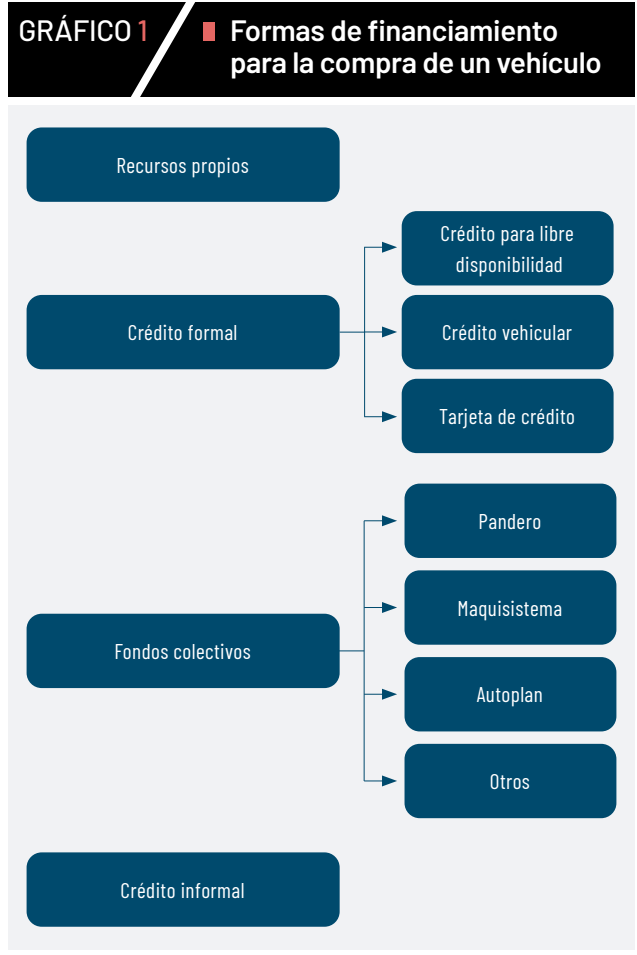 GRÁFICO 1
Formas de financiamiento
para la compra de un vehículo
Recursos propios
Crédito formal
Crédito para libre
disponibilidad
Crédito vehicular
Tarjeta de crédito
Fondos colectivos
Pandero
Maquisistema
Autoplan
Otros
Crédito informal